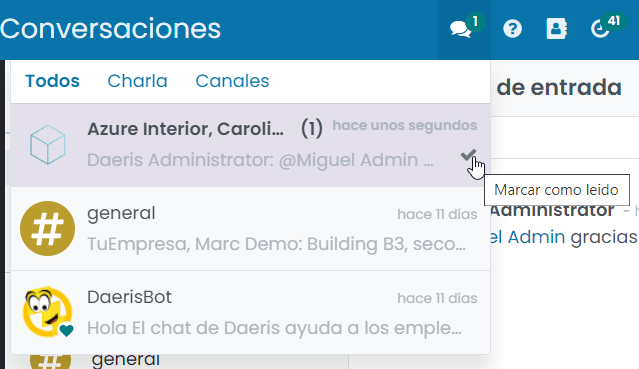 Conversaciones
1
41
Todos
Charla
Canales
de entrada
Azure Interior, Caroli... (1)
hace unos segundos
Daeris Administrator: @Miguel Admin ...
Marcar como leido
general
hace 11 días
Administrator
TuEmpresa, Marc Demo: Building B3, seco...
el Admin gracias
DaerisBot
hace 11 días
Hola El chat de Daeris ayuda a los emple...
general